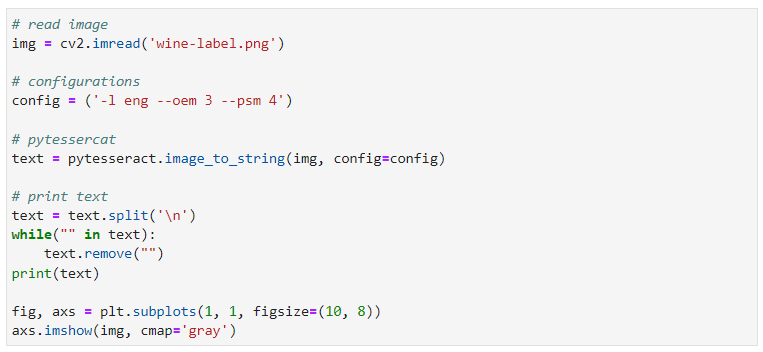 # read image
img = cv2.imread('wine-label.png')
# configurations
config = ('-l eng --oem 3 --psm 4')
# pytessercat
text = pytesseract.image_to_string(img, config=config)
# print text
text = text.split('\n')
while("" in text):
    text.remove("")
print(text)
fig, axs = plt.subplots(1, 1, figsize=(10, 8))
axs.imshow(img, cmap='gray')